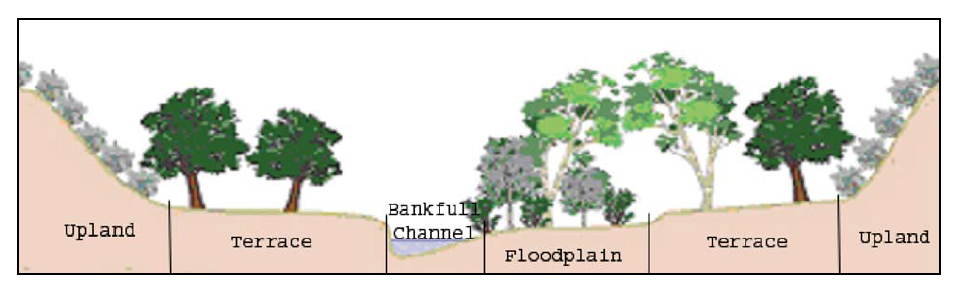 Upland
Terrace
Bankfull
Channel
Floodplain
Terrace
Upland